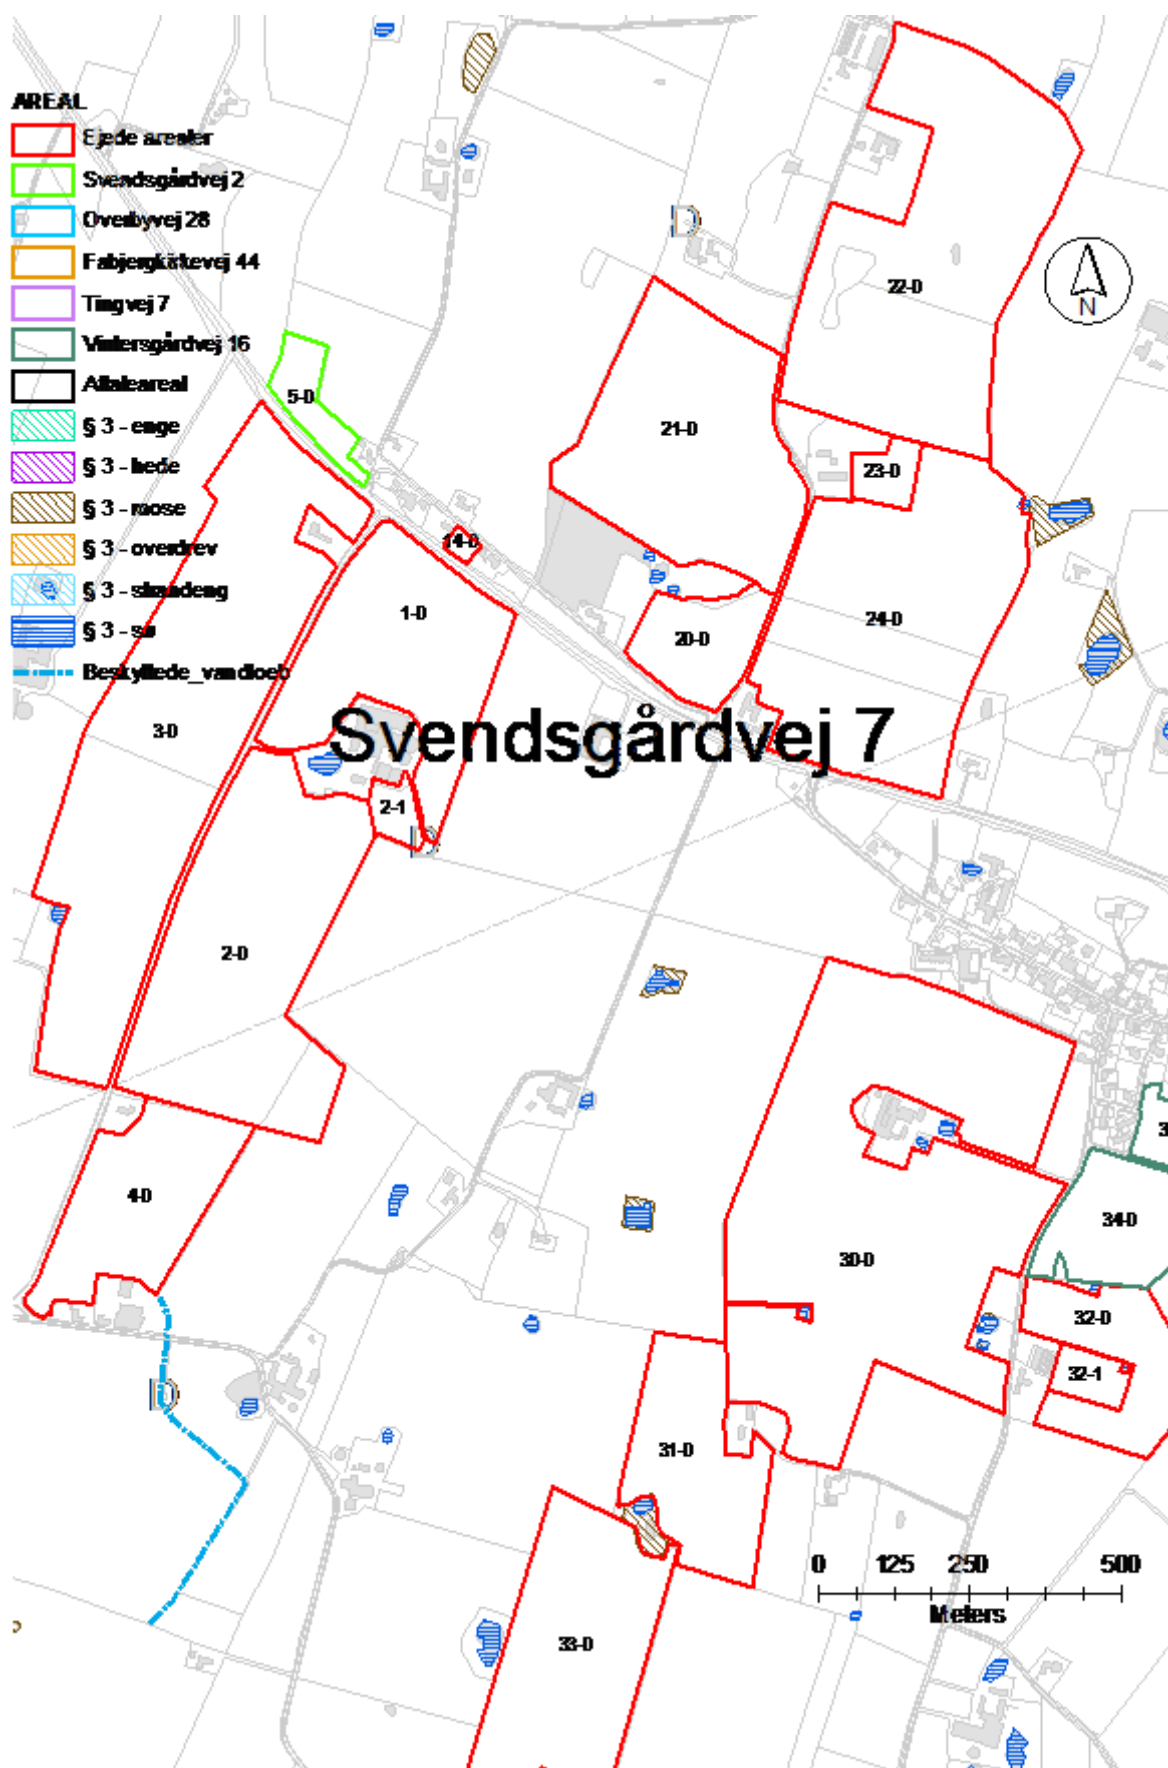 AREAL
Ejede arealer
Svendsgårdvej 2
Overbyvej 28
Fabjergkirkevej 44
Tingvej 7
Vintersgårdvej 16
Aftaleareal
§ 3 - enge
§ 3 - hede
§ 3 - mose
§ 3 - overdrev
§ 3 - strandeng
§ 3 - sø
Beskyttede_vandloeb
D
22-0
N
5-0
21-0
23-0
14-0
1-0
20-0
24-0
3-0
Svendsgårdvej 7
2-1
D
2-0
3
4-0
34-0
30-0
32-0
32-1
D
31-0
0 125 250 500
Meters
33-0